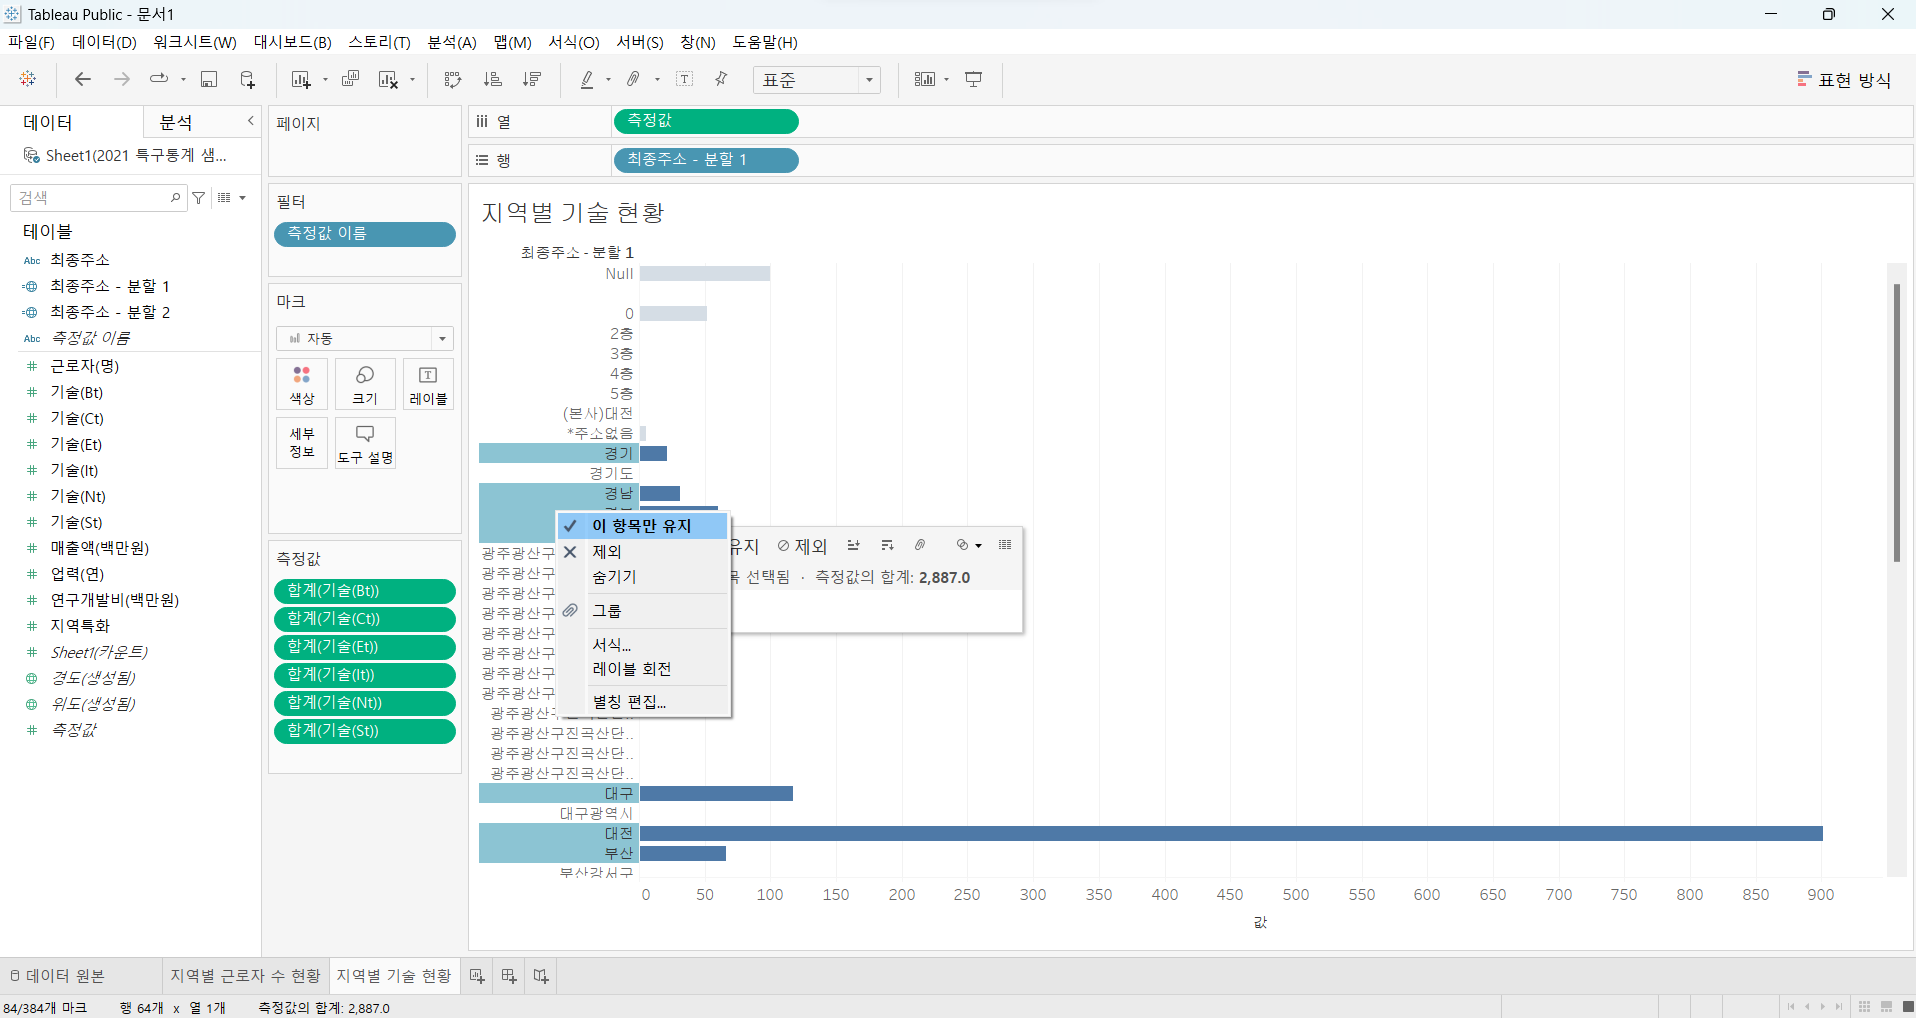 Tableau Public - 문서1
파일(F) 데이터(D) 워크시트(W) 대시보드(B) 스토리(T) 분석(A) 맵(M) 서식(O) 서버(S) 창(N) 도움말(H)
표준
표현 방식
데이터 분석
Sheet1(2021 특구통계 샘...
검색
테이블
Abc 최종주소
최종주소 - 분할 1
최종주소 - 분할 2
Abc 측정값 이름
근로자(명)
기술(Bt)
기술(Ct)
기술(Et)
기술(It)
기술(Nt)
기술(St)
매출액(백만원)
업력(연)
연구개발비(백만원)
지역특화
Sheet1(카운트)
경도(생성됨)
위도(생성됨)
측정값
페이지
필터
측정값 이름
마크
자동
색상 크기 레이블
세부 정보
도구 설명
측정값
합계(기술(Bt))
합계(기술(Ct))
합계(기술(Et))
합계(기술(It))
합계(기술(Nt))
합계(기술(St))
열 측정값
행 최종주소 - 분할 1
지역별 기술 현황
최종주소 - 분할 1
Null
0
2층
3층
4층
5층
(본사)대전
*주소없음
경기
경기도
경남
광주광산구
광주광산구
광주광산구
광주광산구
광주광산구
광주광산구
광주광산구
광주광산구
광주광산구
광주광산구진곡산단..
광주광산구진곡산단..
광주광산구진곡산단..
대구
대구광역시
대전
부산
부산강서구
이 항목만 유지
제외
숨기기
그룹
서식...
레이블 회전
별칭 편집...
유지 제외
선택됨 · 측정값의 합계: 2,887.0
0 50 100 150 200 250 300 350 400 450 500 550 600 650 700 750 800 850 900
값
데이터 원본 지역별 근로자 수 현황 지역별 기술 현황
84/384개 마크 행 64개 x 열 1개 측정값의 합계: 2,887.0